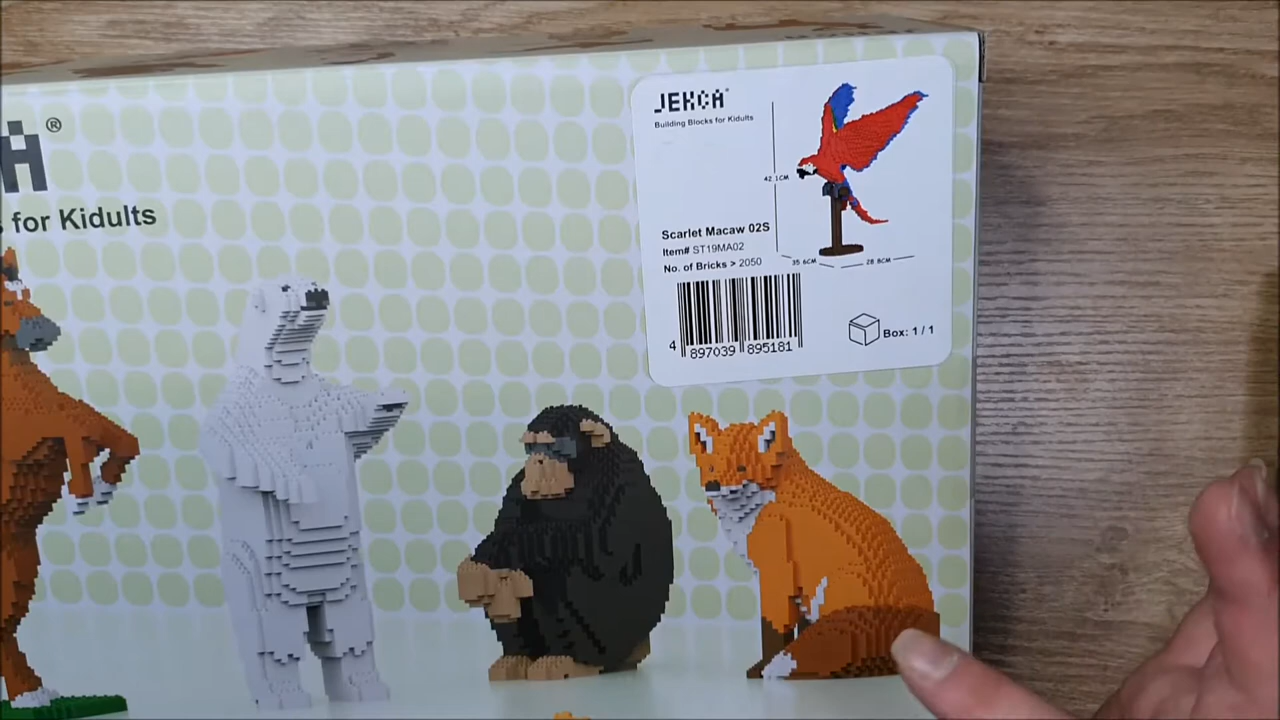 ®
for Kidults
JEKCA®
Building Blocks for Kidults
42.1CM
Scarlet Macaw 02S
Item# ST19MA02
No. of Bricks > 2050
35.6CM
28.8CM
4 897039 895181
Box: 1 / 1